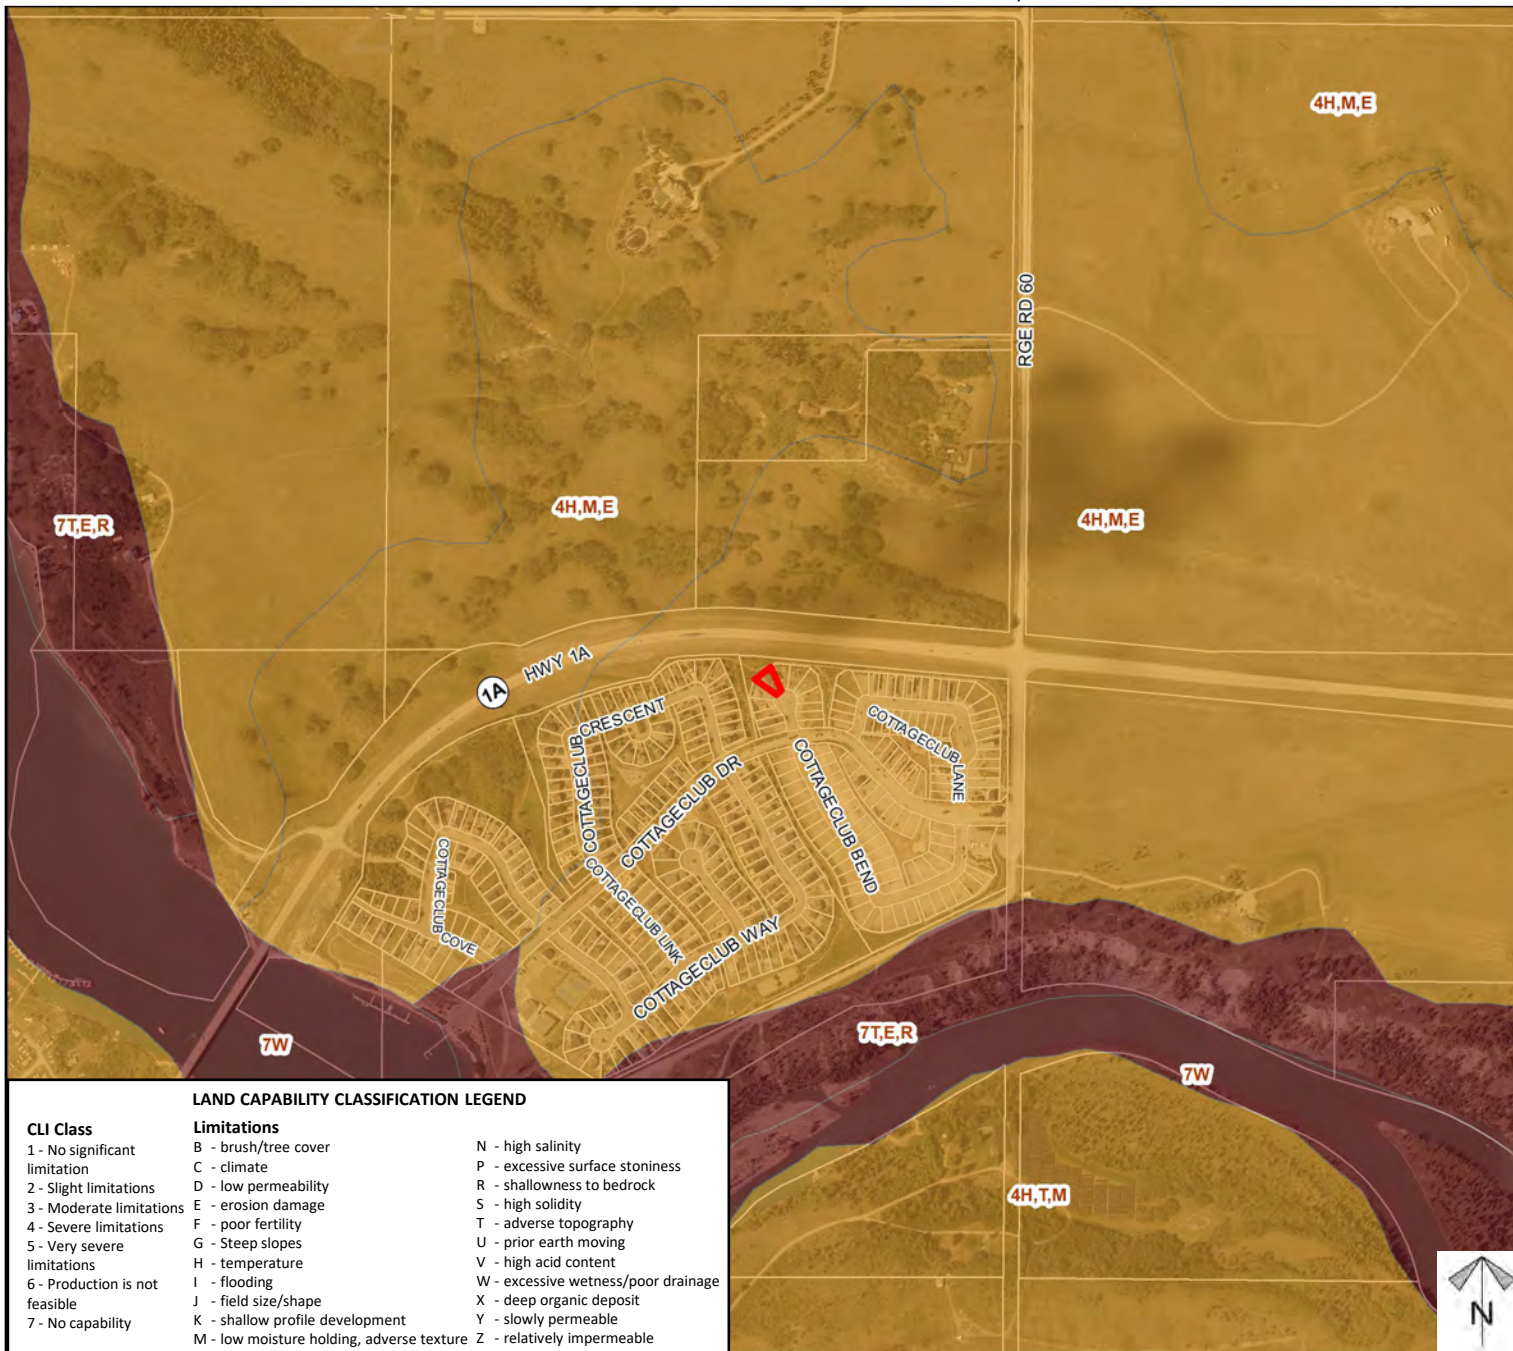 4H,M,E
RGE RD 60
4H,M,E
4H,M,E
7T,E,R
1A
HWY 1A
COTTAGECLUB CRESCENT
COTTAGECLUB LANE
COTTAGECLUB DR
COTTAGECLUB BEND
COTTAGECLUB COVE
COTTAGECLUB LINK
COTTAGECLUB WAY
7W
7T,E,R
7W
4H,T,M
LAND CAPABILITY CLASSIFICATION LEGEND
CLI Class
1 - No significant
limitation
2 - Slight limitations
3 - Moderate limitations
4 - Severe limitations
5 - Very severe
limitations
6 - Production is not
feasible
7 - No capability
Limitations
B - brush/tree cover
C - climate
D - low permeability
E - erosion damage
F - poor fertility
G - Steep slopes
H - temperature
I - flooding
J - field size/shape
K - shallow profile development
M - low moisture holding, adverse texture
N - high salinity
P - excessive surface stoniness
R - shallowness to bedrock
S - high solidity
T - adverse topography
U - prior earth moving
V - high acid content
W - excessive wetness/poor drainage
X - deep organic deposit
Y - slowly permeable
Z - relatively impermeable
N